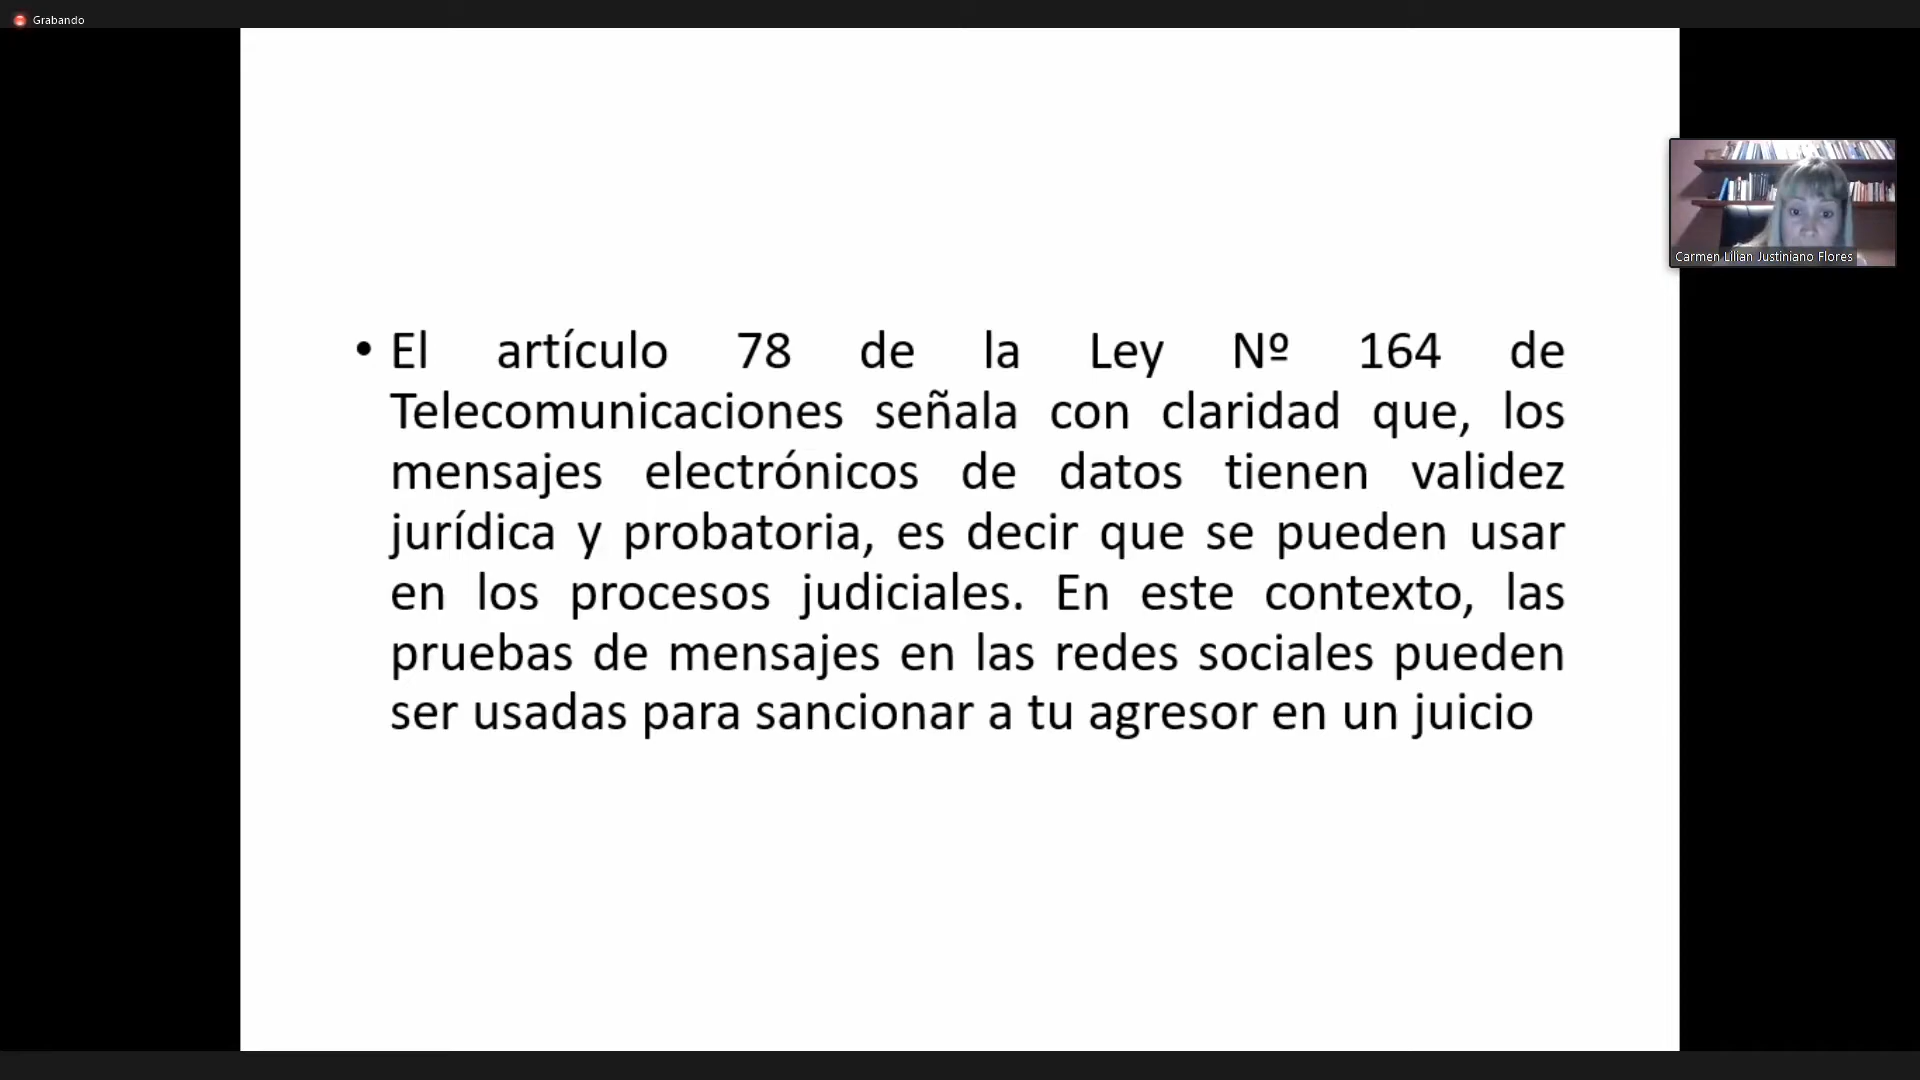 Grabando
• El artículo 78 de la Ley Nº 164 de
Telecomunicaciones señala con claridad que, los
mensajes electrónicos de datos tienen validez
jurídica y probatoria, es decir que se pueden usar
en los procesos judiciales. En este contexto, las
pruebas de mensajes en las redes sociales pueden
ser usadas para sancionar a tu agresor en un juicio
Carmen Lilian Justiniano Flores